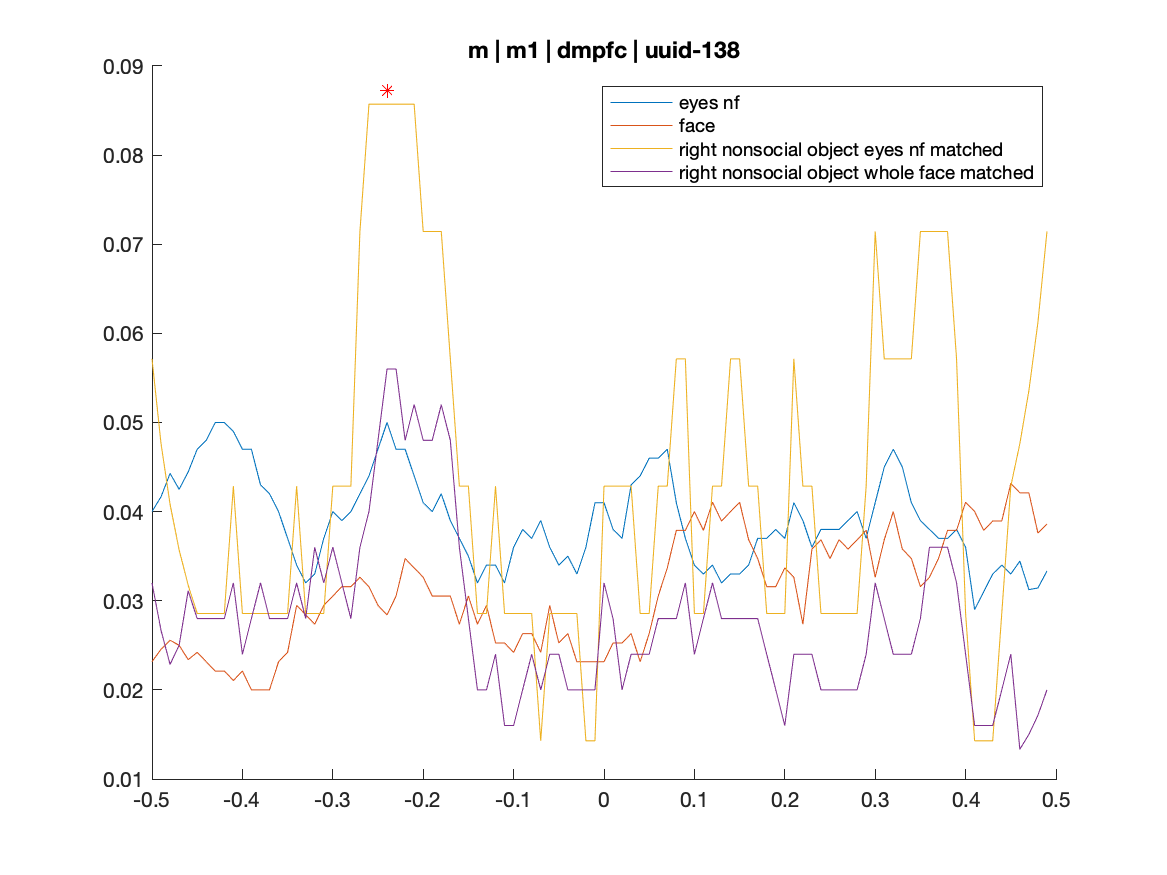 m | m1 | dmpfc | uuid-138
0.09
0.08
0.07
0.06
0.05
0.04
0.03
0.02
0.01
eyes nf
face
right nonsocial object eyes nf matched
right nonsocial object whole face matched
-0.5 -0.4 -0.3 -0.2 -0.1 0 0.1 0.2 0.3 0.4 0.5